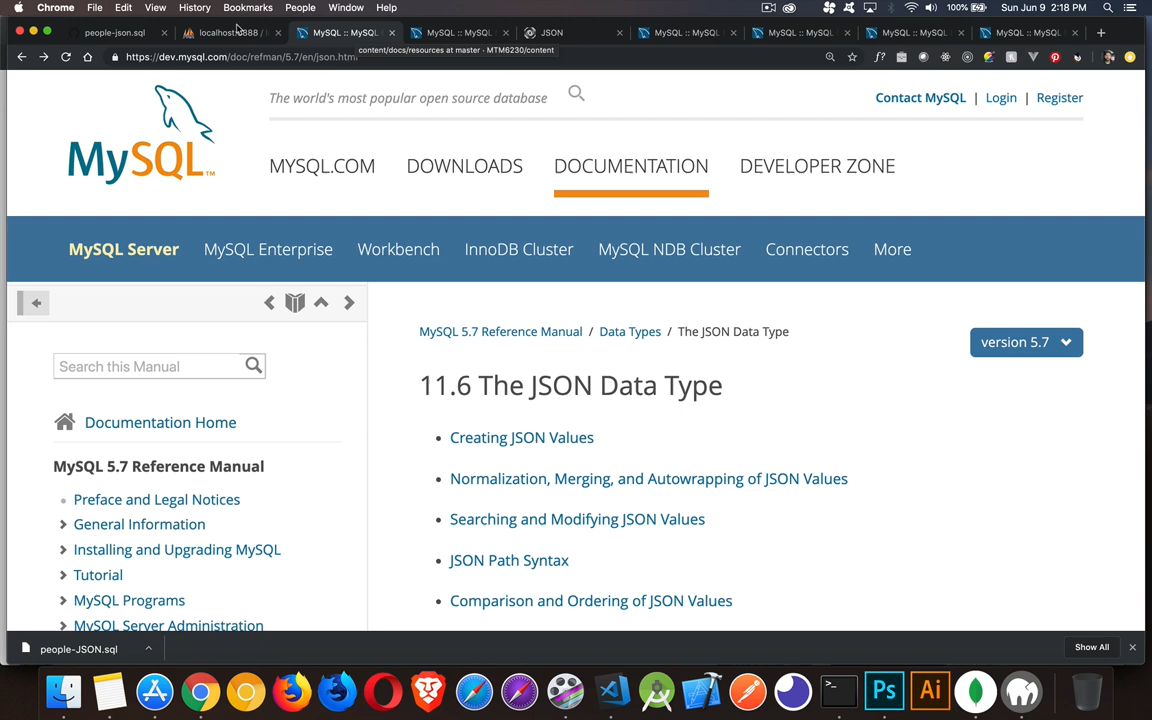 Chrome File Edit View History Bookmarks People Window Help 100% Sun Jun 9 2:18 PM
people-json.sql localhost:8888 / MySQL :: MySQL MySQL :: MySQL JSON MySQL :: MySQL MySQL :: MySQL MySQL :: MySQL MySQL :: MySQL
content/docs/resources at master · MTM6230/content
https://dev.mysql.com/doc/refman/5.7/en/json.html
The world's most popular open source database
Contact MySQL | Login | Register
MySQL™
MYSQL.COM DOWNLOADS DOCUMENTATION DEVELOPER ZONE
MySQL Server MySQL Enterprise Workbench InnoDB Cluster MySQL NDB Cluster Connectors More
MySQL 5.7 Reference Manual / Data Types / The JSON Data Type
version 5.7
Search this Manual
11.6 The JSON Data Type
Documentation Home
Creating JSON Values
MySQL 5.7 Reference Manual
Normalization, Merging, and Autowrapping of JSON Values
Preface and Legal Notices
General Information
Searching and Modifying JSON Values
Installing and Upgrading MySQL
JSON Path Syntax
Tutorial
MySQL Programs
Comparison and Ordering of JSON Values
MySQL Server Administration
people-JSON.sql
Show All
Ps Ai